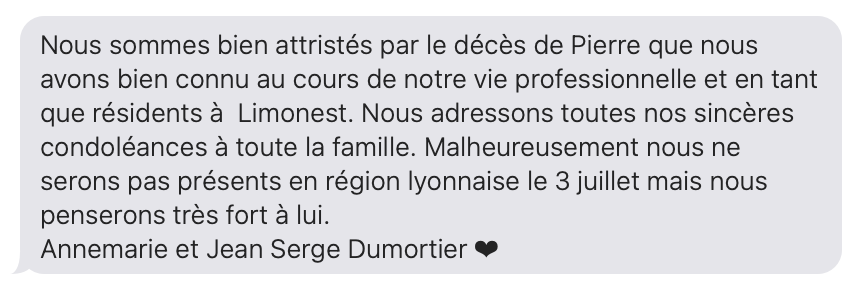 Nous sommes bien attristés par le décès de Pierre que nous
avons bien connu au cours de notre vie professionnelle et en tant
que résidents à  Limonest. Nous adressons toutes nos sincères
condoléances à toute la famille. Malheureusement nous ne
serons pas présents en région lyonnaise le 3 juillet mais nous
penserons très fort à lui.
Annemarie et Jean Serge Dumortier ❤